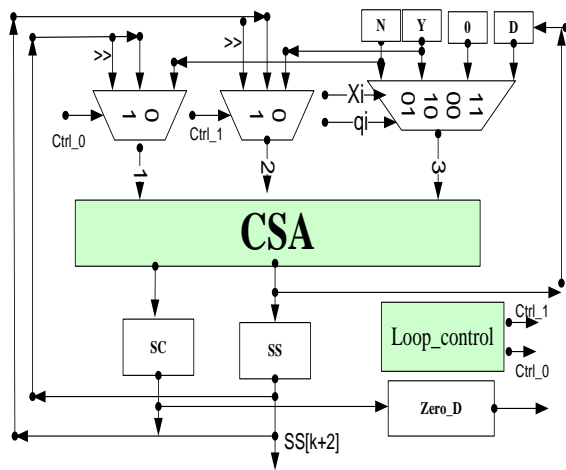 N Y 0 D
>> >>
0 1
0 1
11 00 10 01
Xi
qi
Ctrl_0
Ctrl_1
1
2
3
CSA
SC
SS
Loop_control
Ctrl_1
Ctrl_0
Zero_D
SS[k+2]